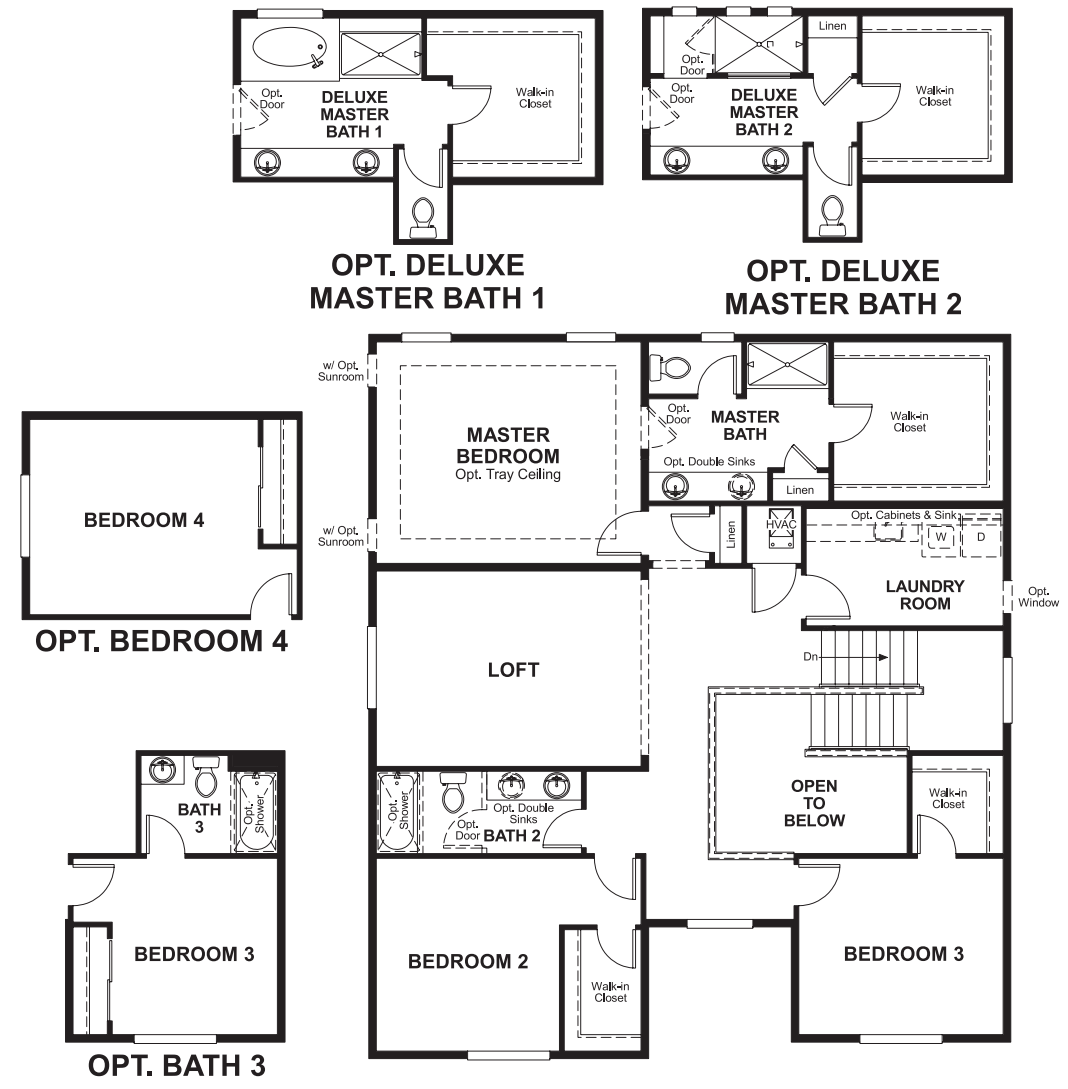 Opt.
Door
DELUXE
MASTER
BATH 1
Walk-in
Closet
OPT. DELUXE
MASTER BATH 1
Linen
Opt.
Door
Opt.
Door
DELUXE
MASTER
BATH 2
Walk-in
Closet
OPT. DELUXE
MASTER BATH 2
w/ Opt.
Sunroom
MASTER
BEDROOM
Opt. Tray Ceiling
w/ Opt.
Sunroom
Opt.
Door
MASTER
BATH
Opt. Double Sinks
Linen
Walk-in
Closet
Linen
HVAC
Opt. Cabinets & Sink
W
D
LAUNDRY
ROOM
Opt.
Window
BEDROOM 4
OPT. BEDROOM 4
LOFT
Dn
OPEN
TO
BELOW
Walk-in
Closet
Opt.
Shower
Opt. Double
Sinks
Opt.
Door
BATH 2
BEDROOM 2
Walk-in
Closet
BEDROOM 3
BATH
3
Opt.
Shower
BEDROOM 3
OPT. BATH 3